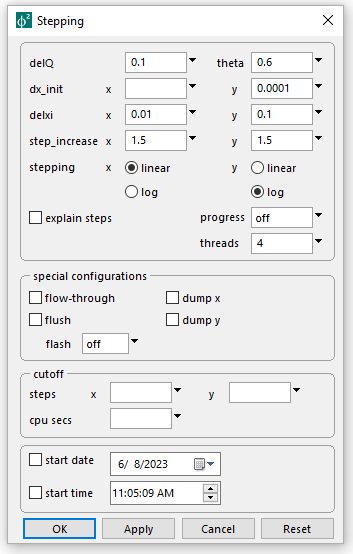 ϕ² Stepping
delQ 0.1 theta 0.6
dx_init x y 0.0001
delxi x 0.01 y 0.1
step_increase x 1.5 y 1.5
stepping x linear y linear
log log
explain steps progress off
threads 4
special configurations
flow-through dump x
flush dump y
flash off
cutoff
steps x y
cpu secs
start date 6/ 8/2023
start time 11:05:09 AM
OK Apply Cancel Reset